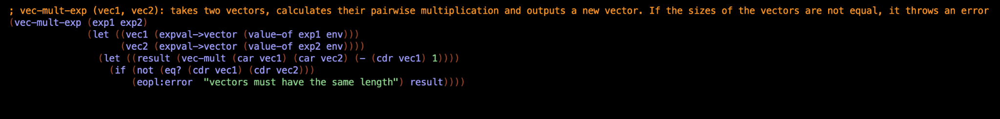 ; vec-mult-exp (vec1, vec2): takes two vectors, calculates their pairwise multiplication and outputs a new vector. If the sizes of the vectors are not equal, it throws an error
(vec-mult-exp (exp1 exp2)
(let ((vec1 (expval->vector (value-of exp1 env)))
(vec2 (expval->vector (value-of exp2 env))))
(let ((result (vec-mult (car vec1) (car vec2) (- (cdr vec1) 1))))
(if (not (eq? (cdr vec1) (cdr vec2)))
(eopl:error  "vectors must have the same length") result))))